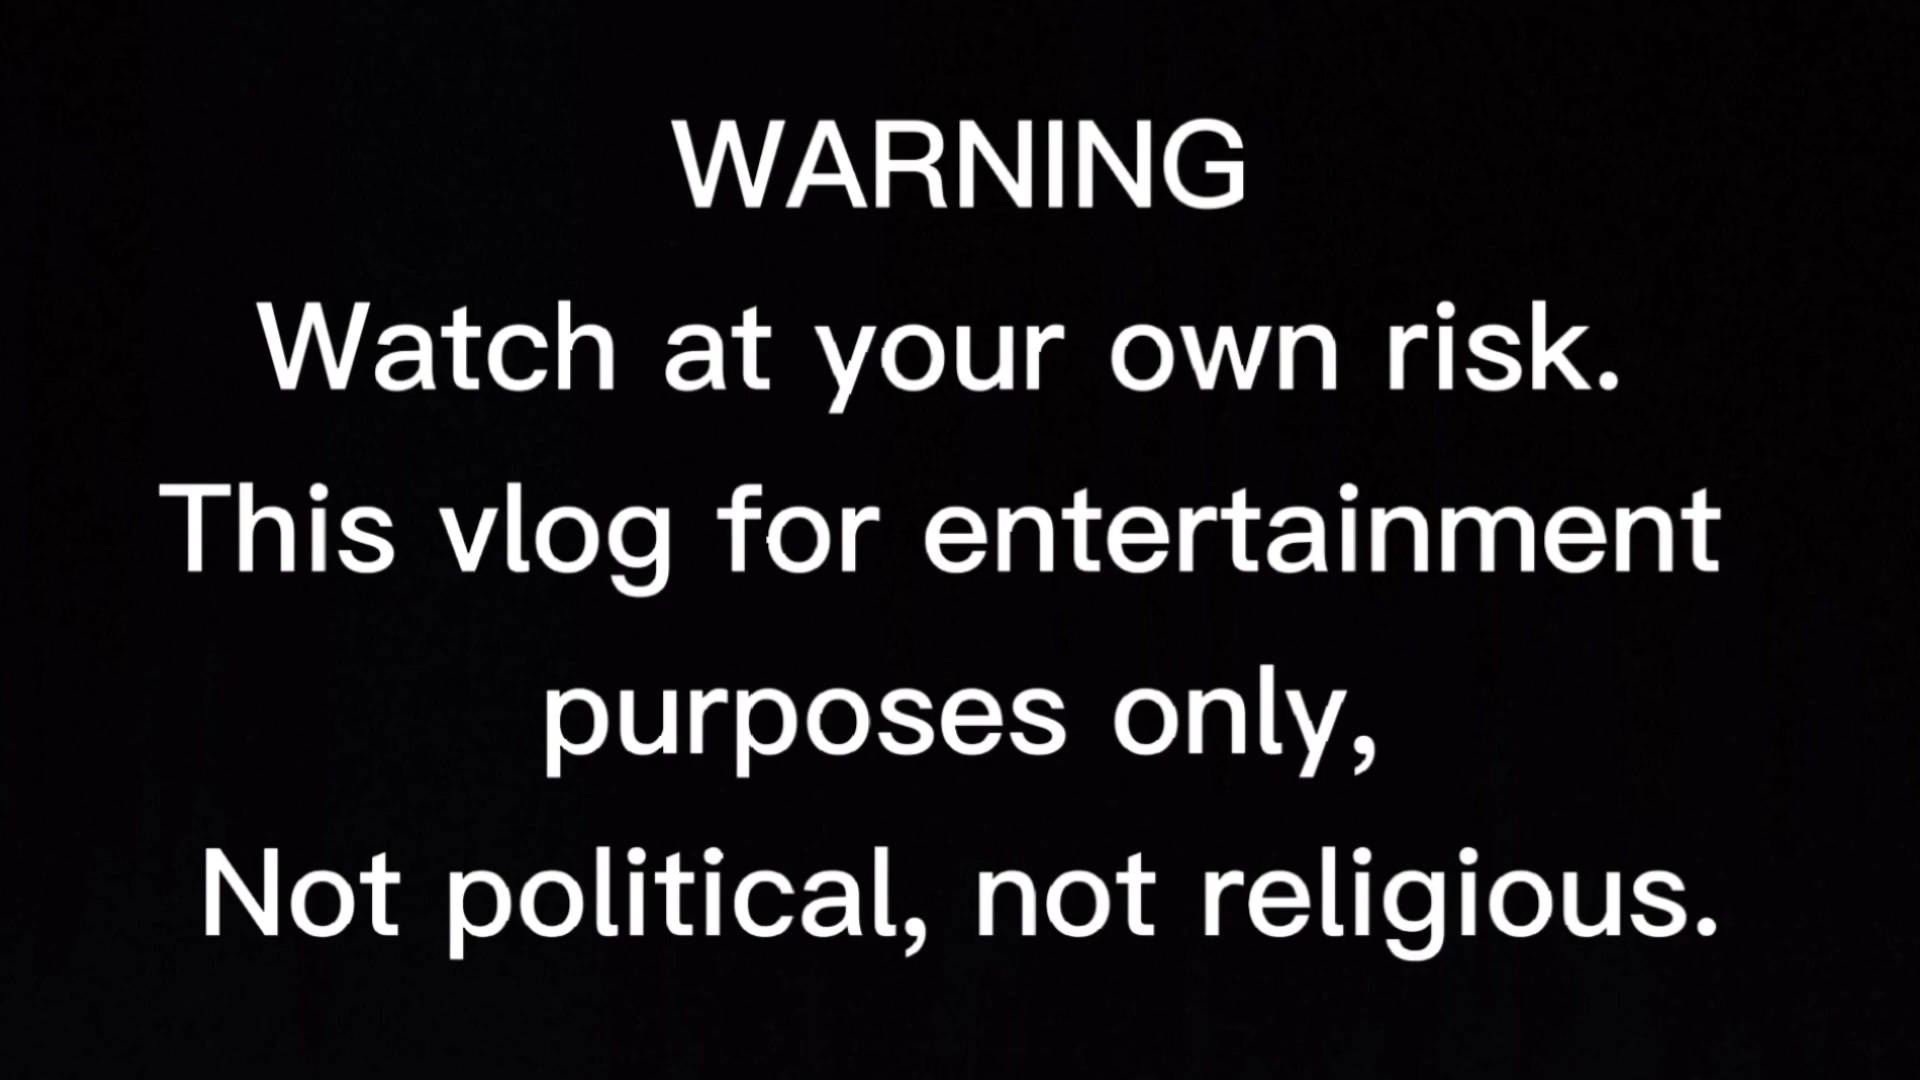 WARNING
Watch at your own risk.
This vlog for entertainment
purposes only,
Not political, not religious.